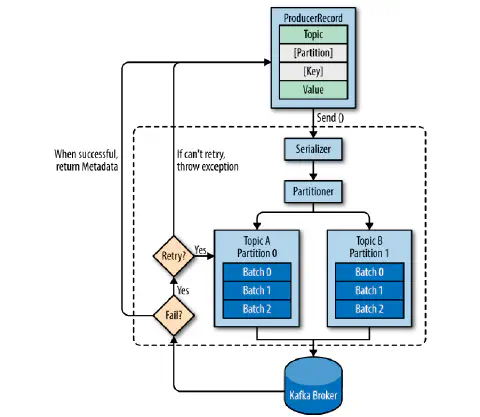 ProducerRecord
Topic
[Partition]
[Key]
Value
Send ()
When successful,
return Metadata
If can't retry,
throw exception
Serializer
Partitioner
Retry?
Yes
Topic A
Partition 0
Batch 0
Batch 1
Batch 2
Topic B
Partition 1
Batch 0
Batch 1
Batch 2
Yes
Fail?
Kafka Broker